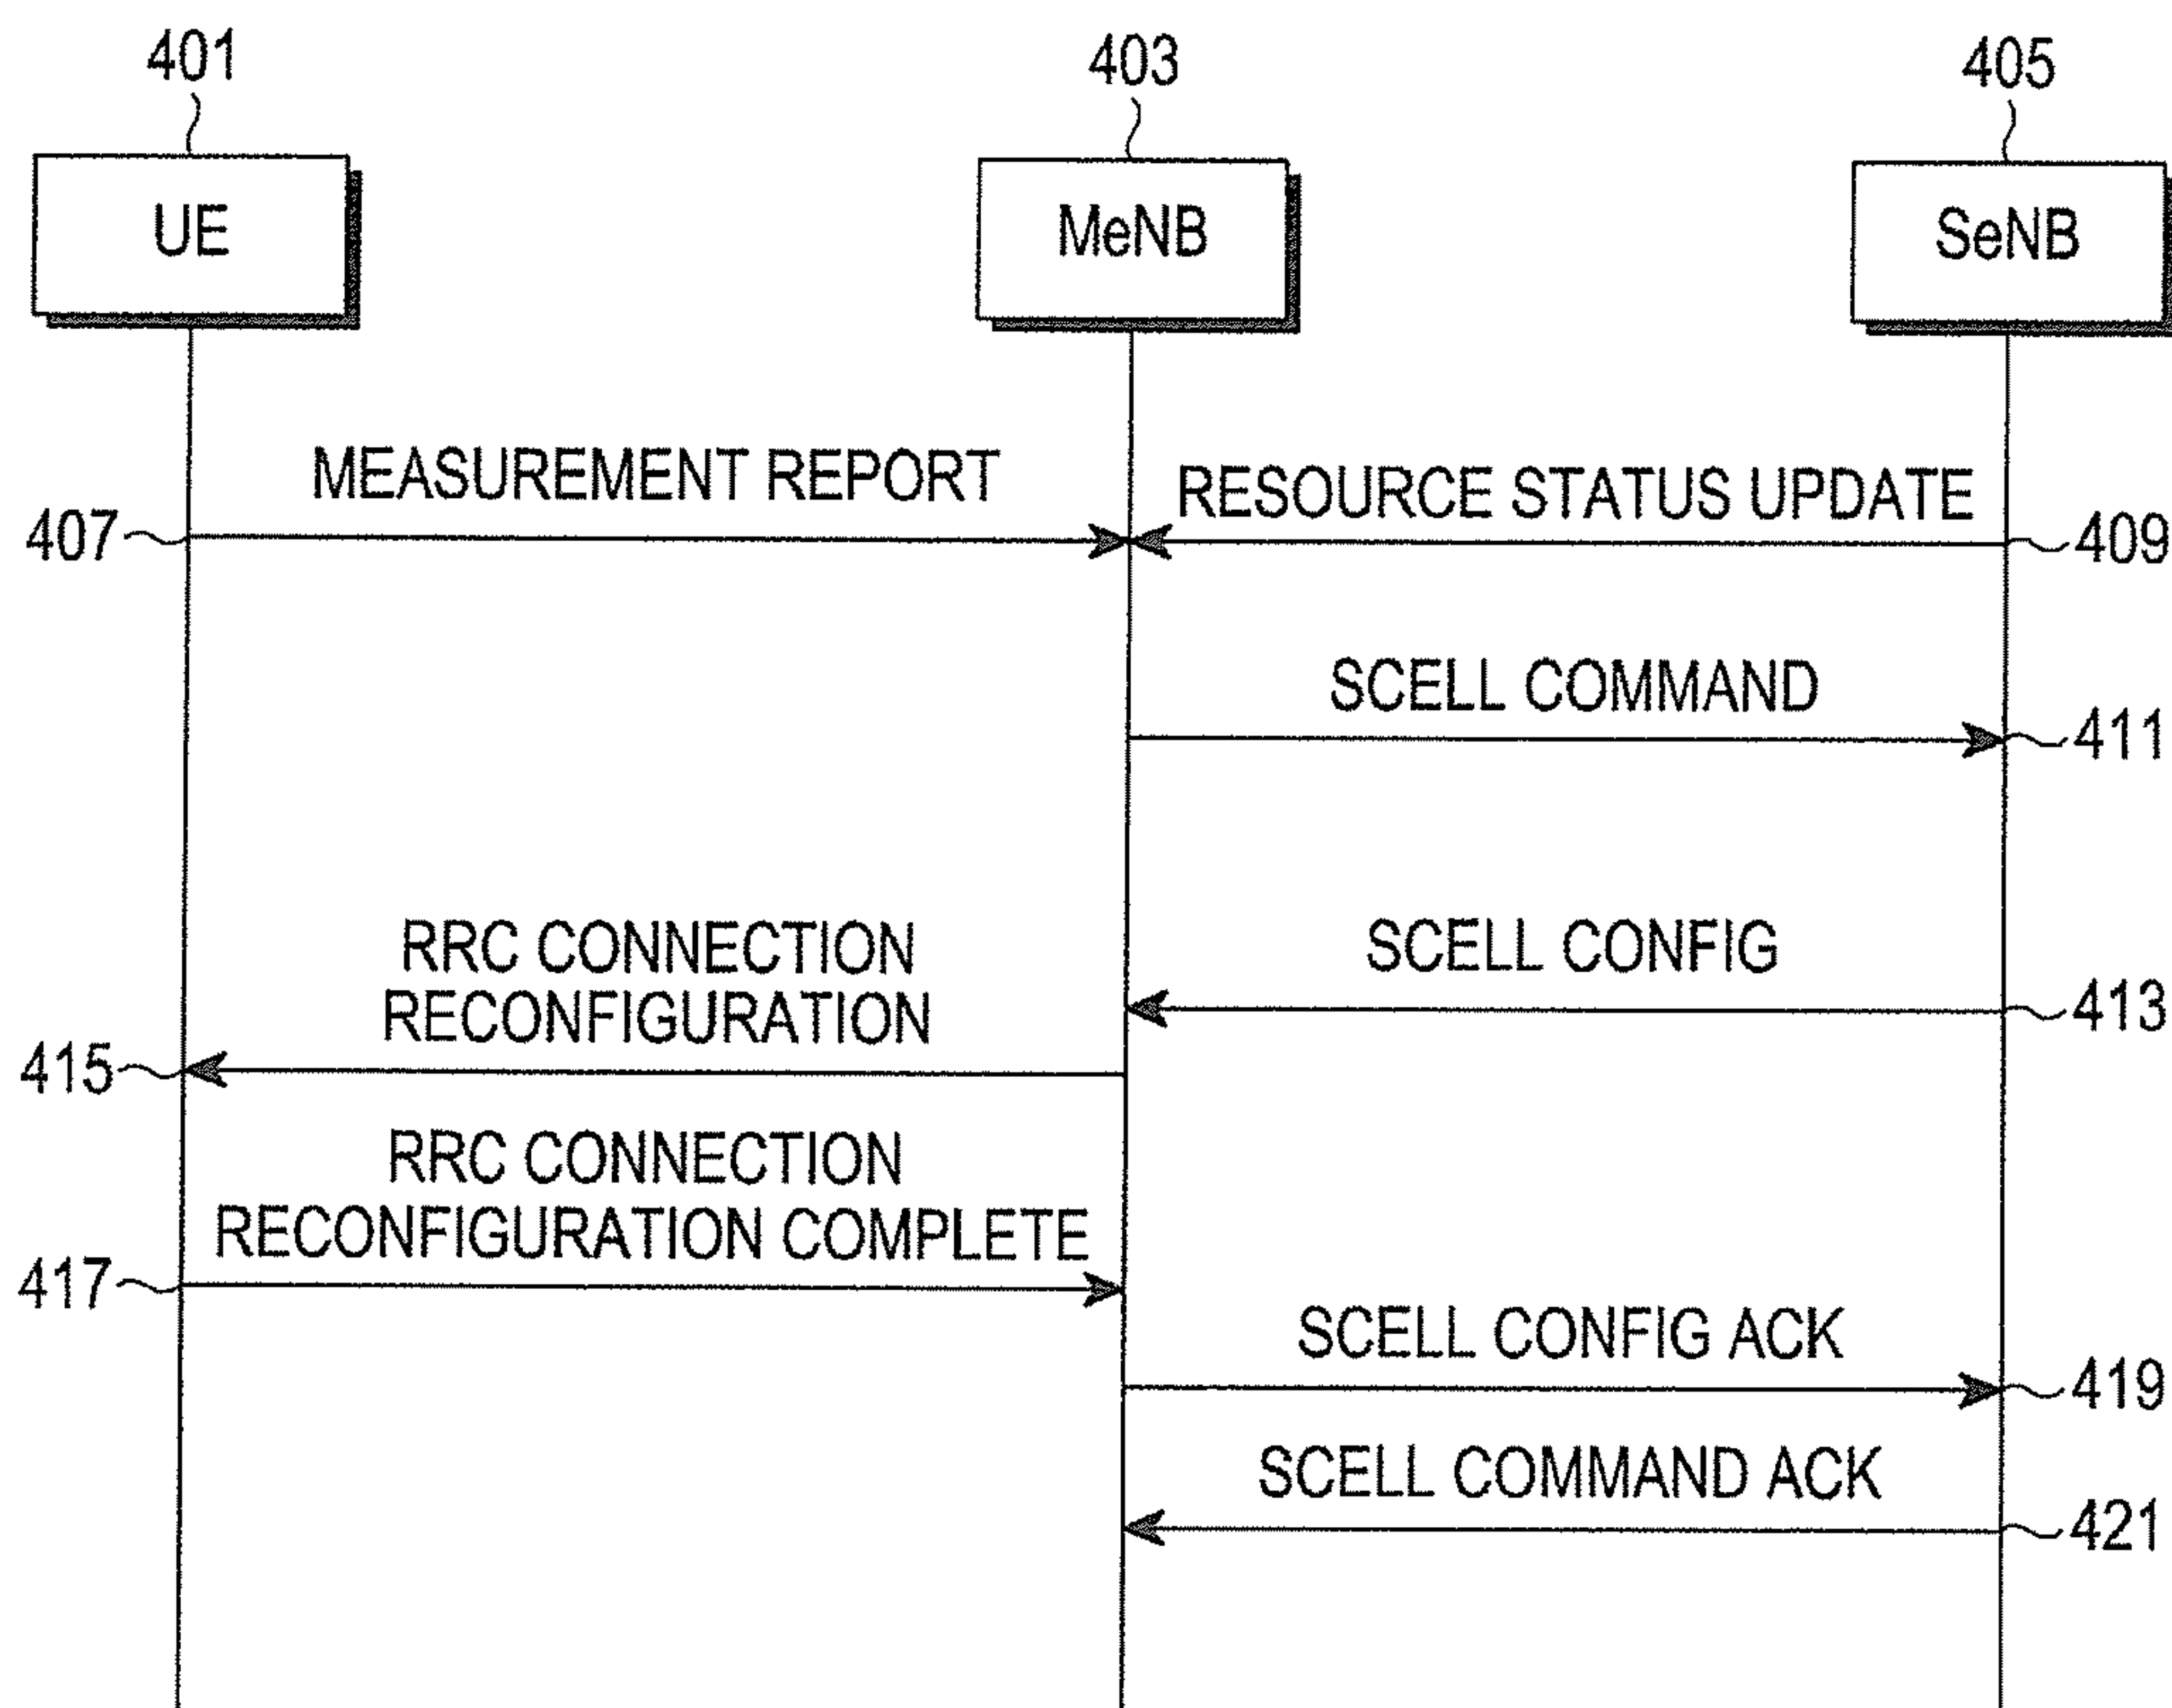 401
403
405
UE
MeNB
SeNB
MEASUREMENT REPORT
RESOURCE STATUS UPDATE
407
409
SCELL COMMAND
411
RRC CONNECTION
RECONFIGURATION
SCELL CONFIG
413
415
RRC CONNECTION
RECONFIGURATION COMPLETE
417
SCELL CONFIG ACK
419
SCELL COMMAND ACK
421